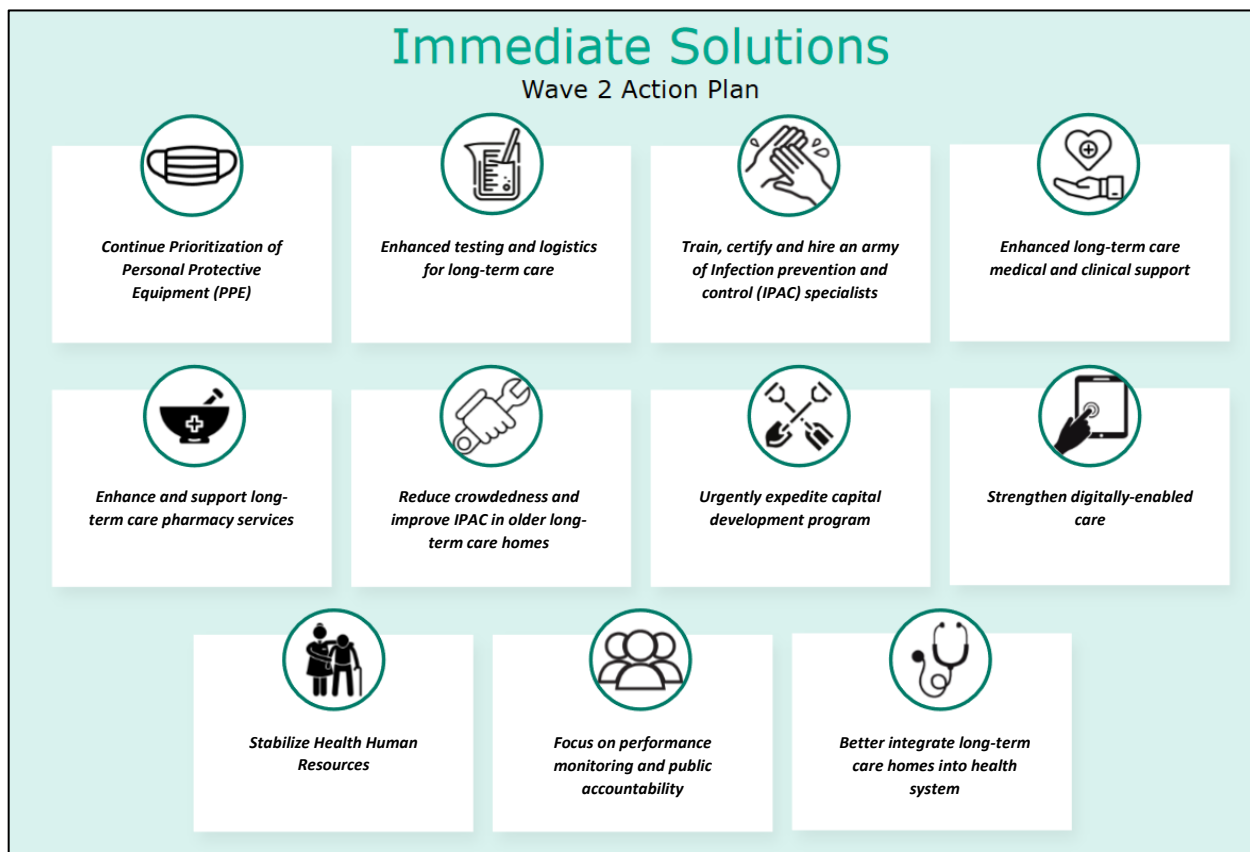 Immediate Solutions
Wave 2 Action Plan
Continue Prioritization of
Personal Protective
Equipment (PPE)
Enhanced testing and logistics
for long-term care
Train, certify and hire an army
of Infection prevention and
control (IPAC) specialists
Enhanced long-term care
medical and clinical support
Enhance and support long-
term care pharmacy services
Reduce crowdedness and
improve IPAC in older long-
term care homes
Urgently expedite capital
development program
Strengthen digitally-enabled
care
Stabilize Health Human
Resources
Focus on performance
monitoring and public
accountability
Better integrate long-term
care homes into health
system